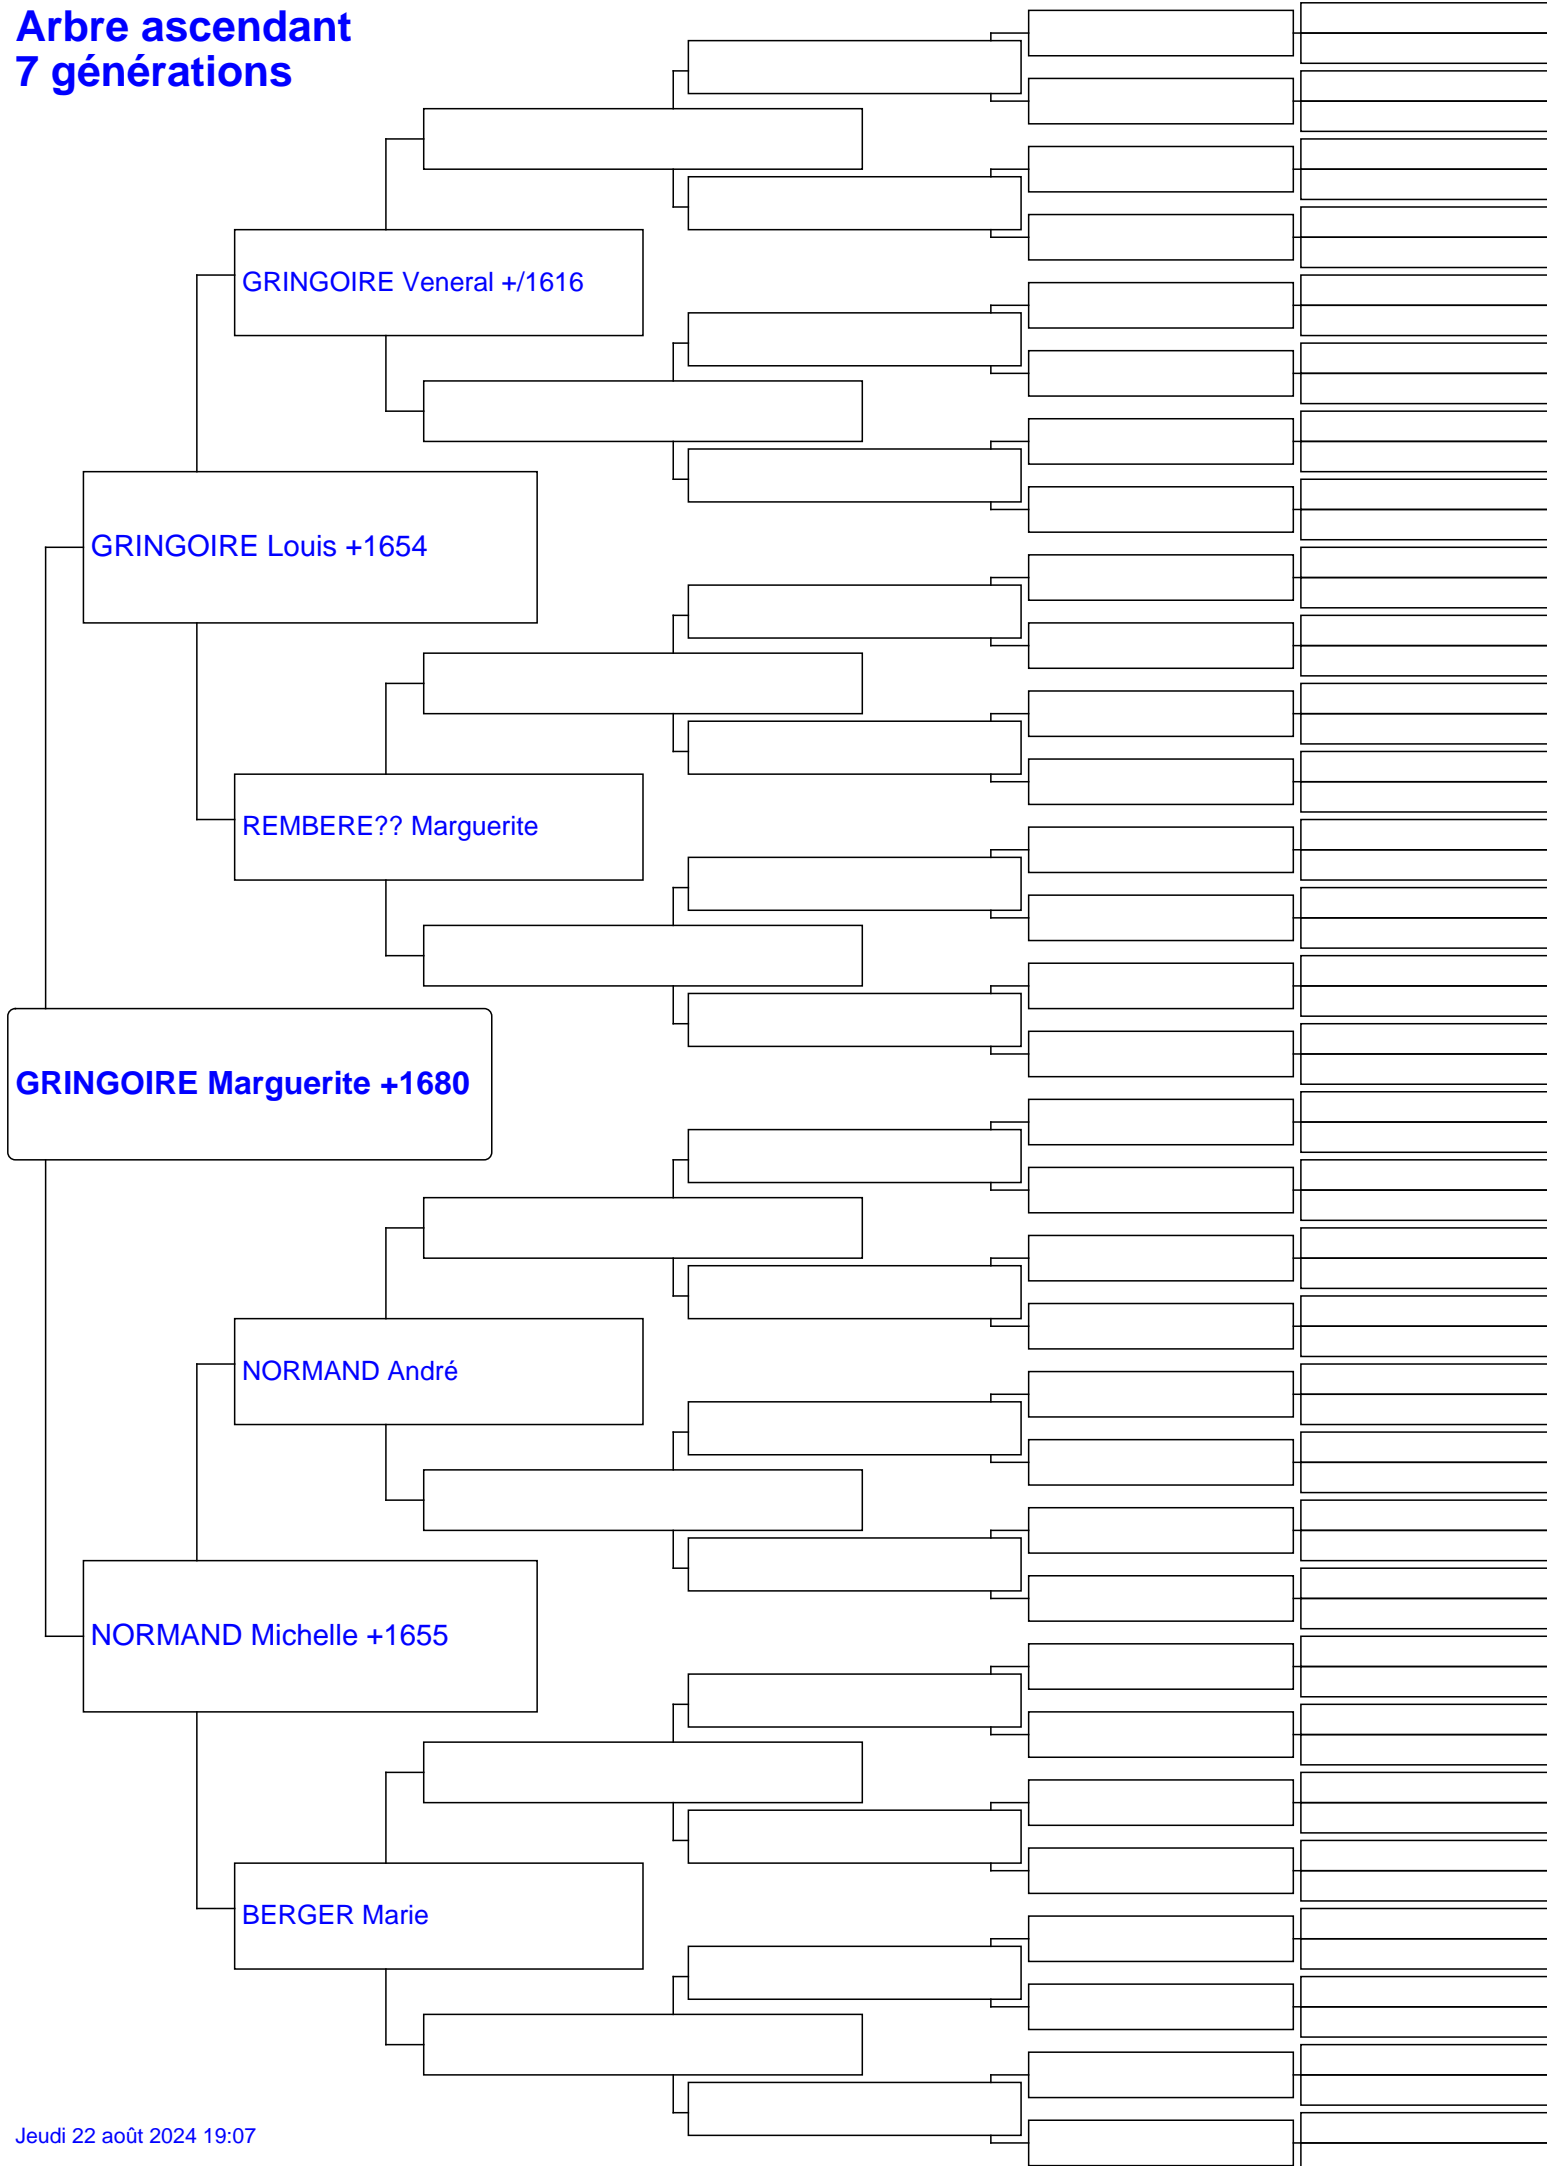 Arbre ascendant
7 générations
GRINGOIRE Veneral +/1616
GRINGOIRE Louis +1654
REMBERE?? Marguerite
GRINGOIRE Marguerite +1680
NORMAND André
NORMAND Michelle +1655
BERGER Marie
Jeudi 22 août 2024 19:07